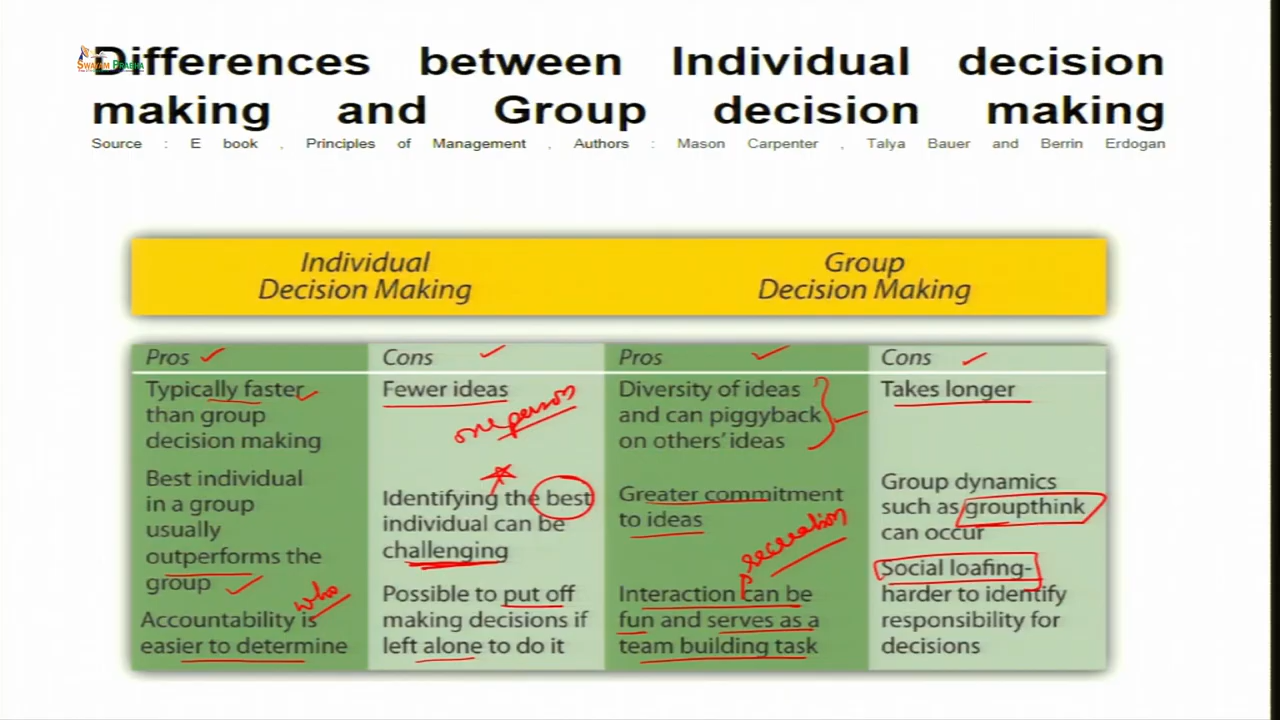 SWAYAM PRABHA
Differences between Individual decision
making and Group decision making
Source : E book , Principles of Management , Authors : Mason Carpenter , Talya Bauer and Berrin Erdogan
Individual
Decision Making
Group
Decision Making
Pros
Typically faster
than group
decision making
Best individual
in a group
usually
outperforms the
group
who
Accountability is
easier to determine
Cons
Fewer ideas
one person
Identifying the best
individual can be
challenging
Possible to put off
making decisions if
left alone to do it
Pros
Diversity of ideas
and can piggyback
on others' ideas
Greater commitment
to ideas
recreation
Interaction can be
fun and serves as a
team building task
Cons
Takes longer
Group dynamics
such as groupthink
can occur
Social loafing-
harder to identify
responsibility for
decisions